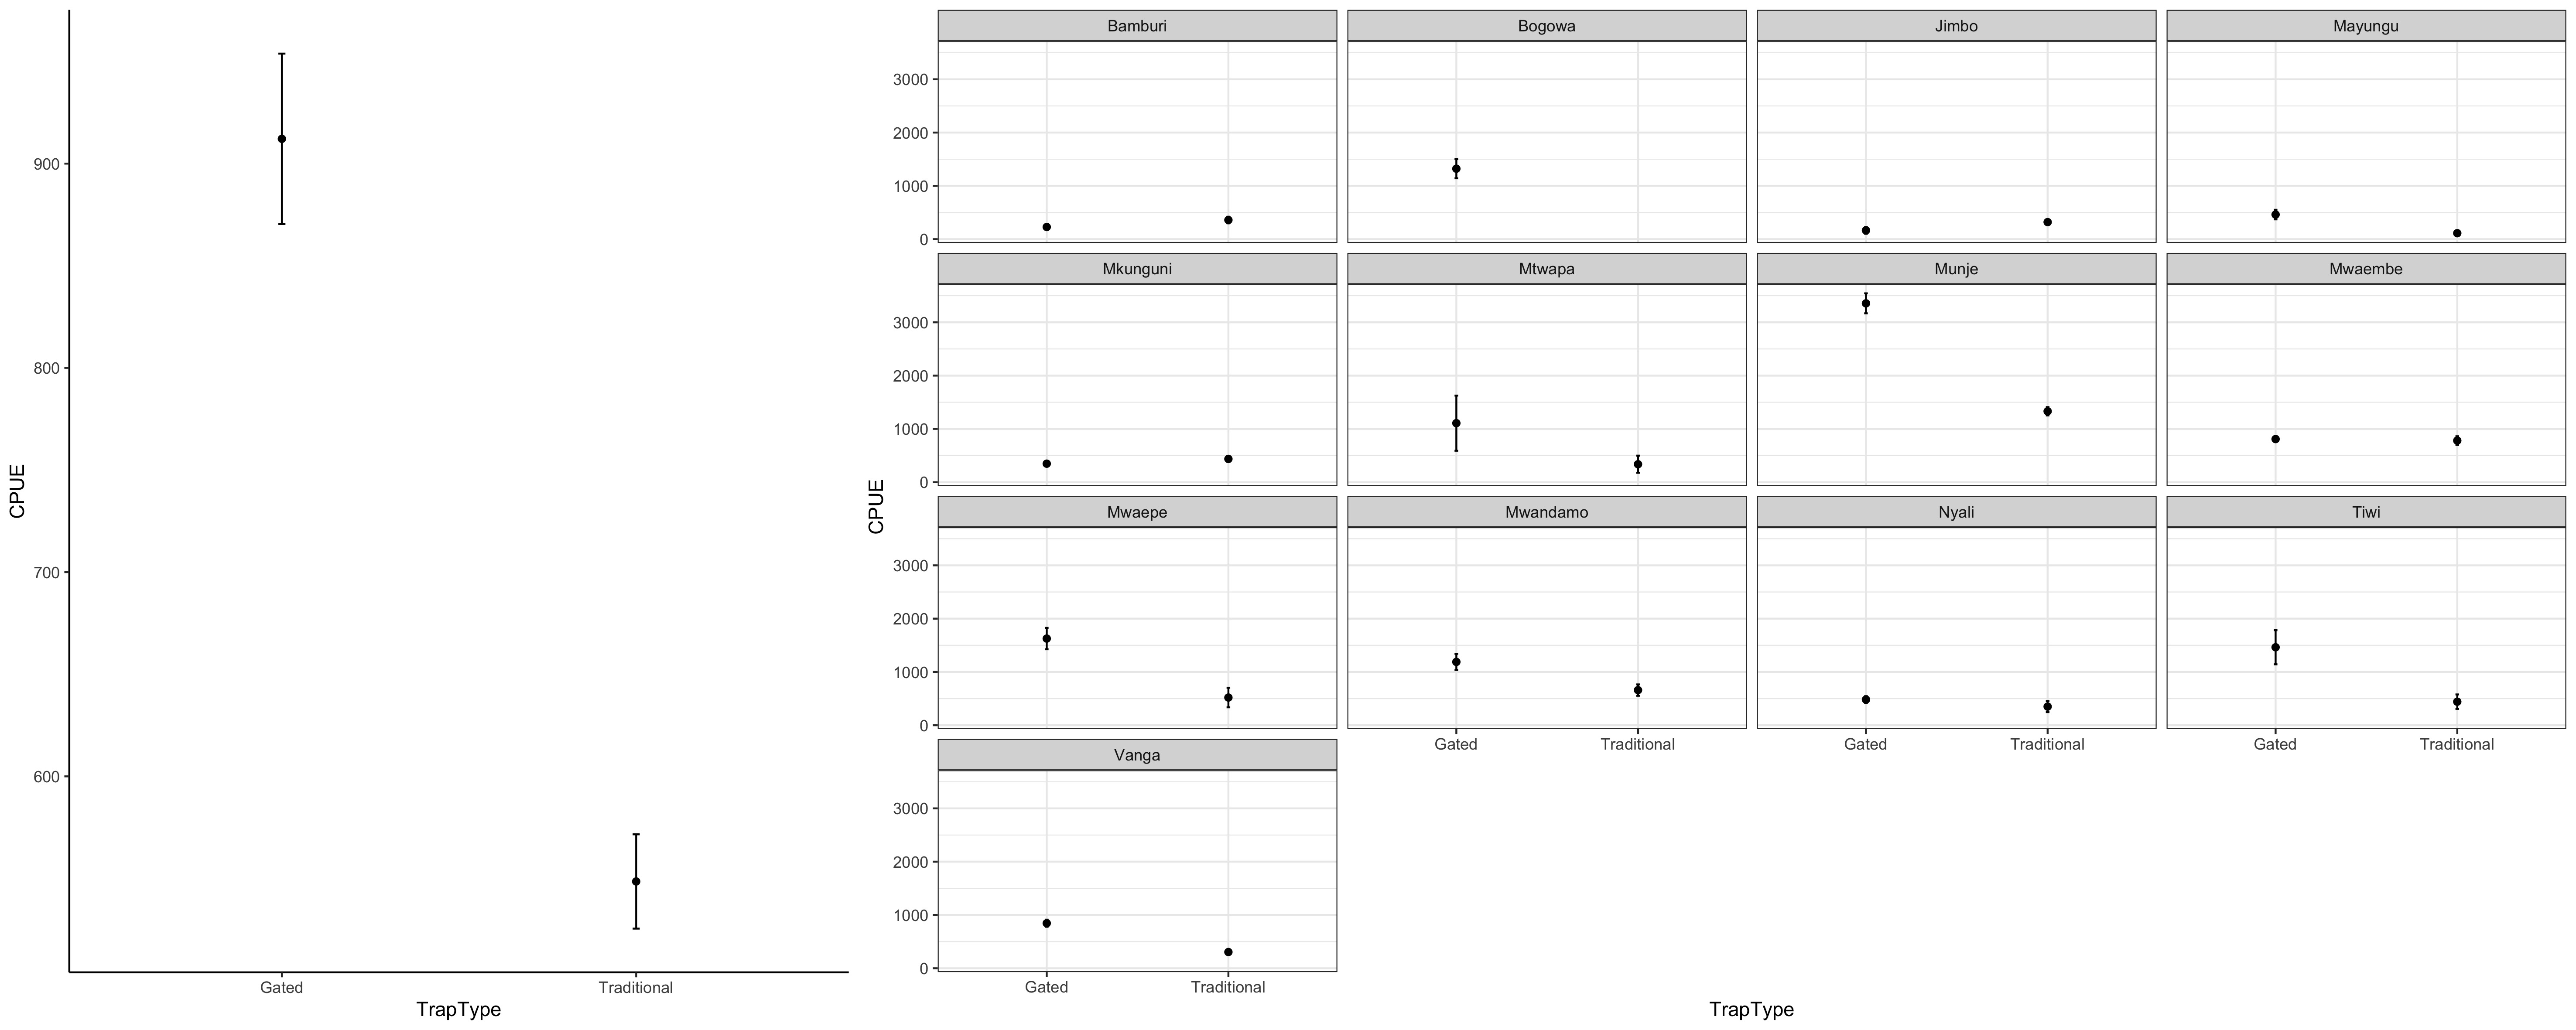 CPUE
900
800
700
600
Gated Traditional
TrapType
CPUE
Bamburi Bogowa Jimbo Mayungu
3000
2000
1000
0
Mkunguni Mtwapa Munje Mwaembe
3000
2000
1000
0
Mwaepe Mwandamo Nyali Tiwi
3000
2000
1000
0
Gated Traditional Gated Traditional Gated Traditional
Vanga
3000
2000
1000
0
Gated Traditional
TrapType